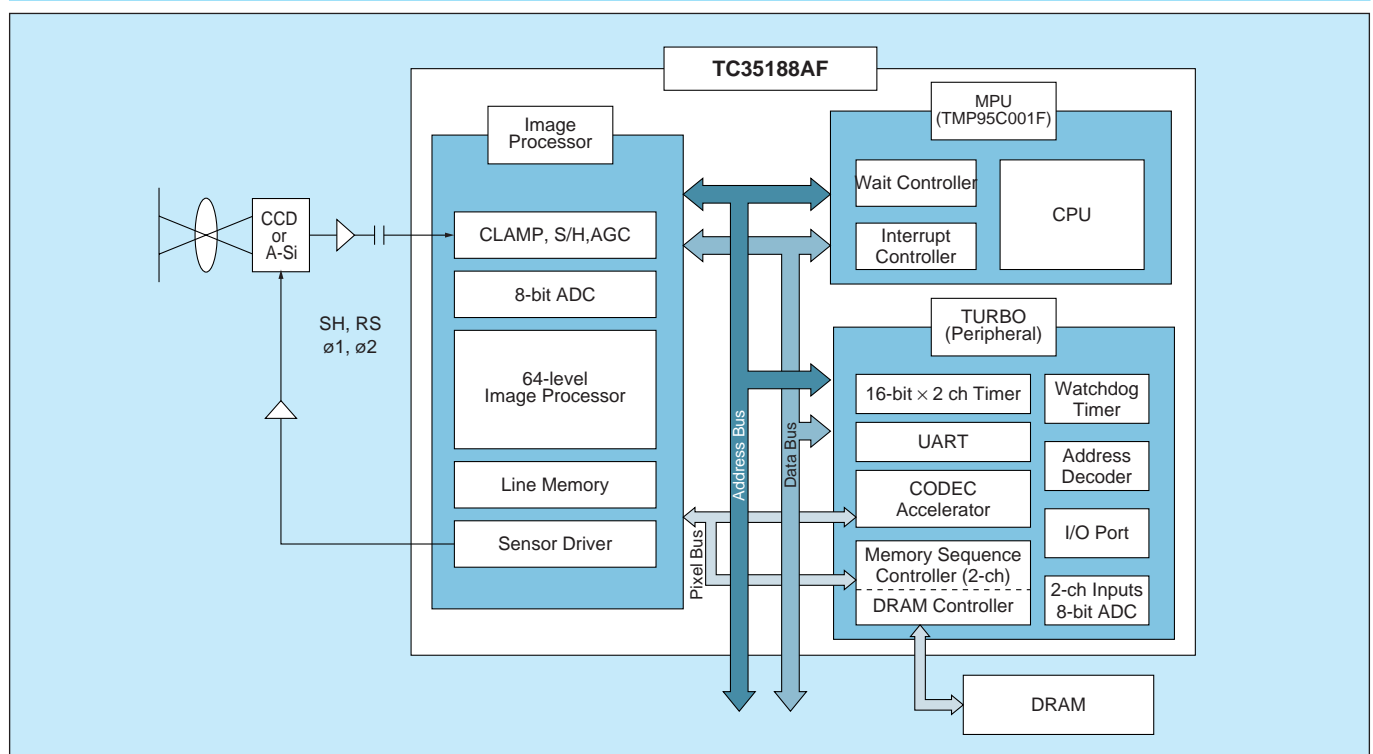 TC35188AF
Image
Processor
MPU
(TMP95C001F)
CCD
or
A-Si
CLAMP, S/H,AGC
8-bit ADC
64-level
Image Processor
Line Memory
Sensor Driver
SH, RS
ø1, ø2
Wait Controller
Interrupt
Controller
CPU
Address Bus
Data Bus
Pixel Bus
TURBO
(Peripheral)
16-bit × 2 ch Timer
UART
CODEC
Accelerator
Memory Sequence
Controller (2-ch)
DRAM Controller
Watchdog
Timer
Address
Decoder
I/O Port
2-ch Inputs
8-bit ADC
DRAM